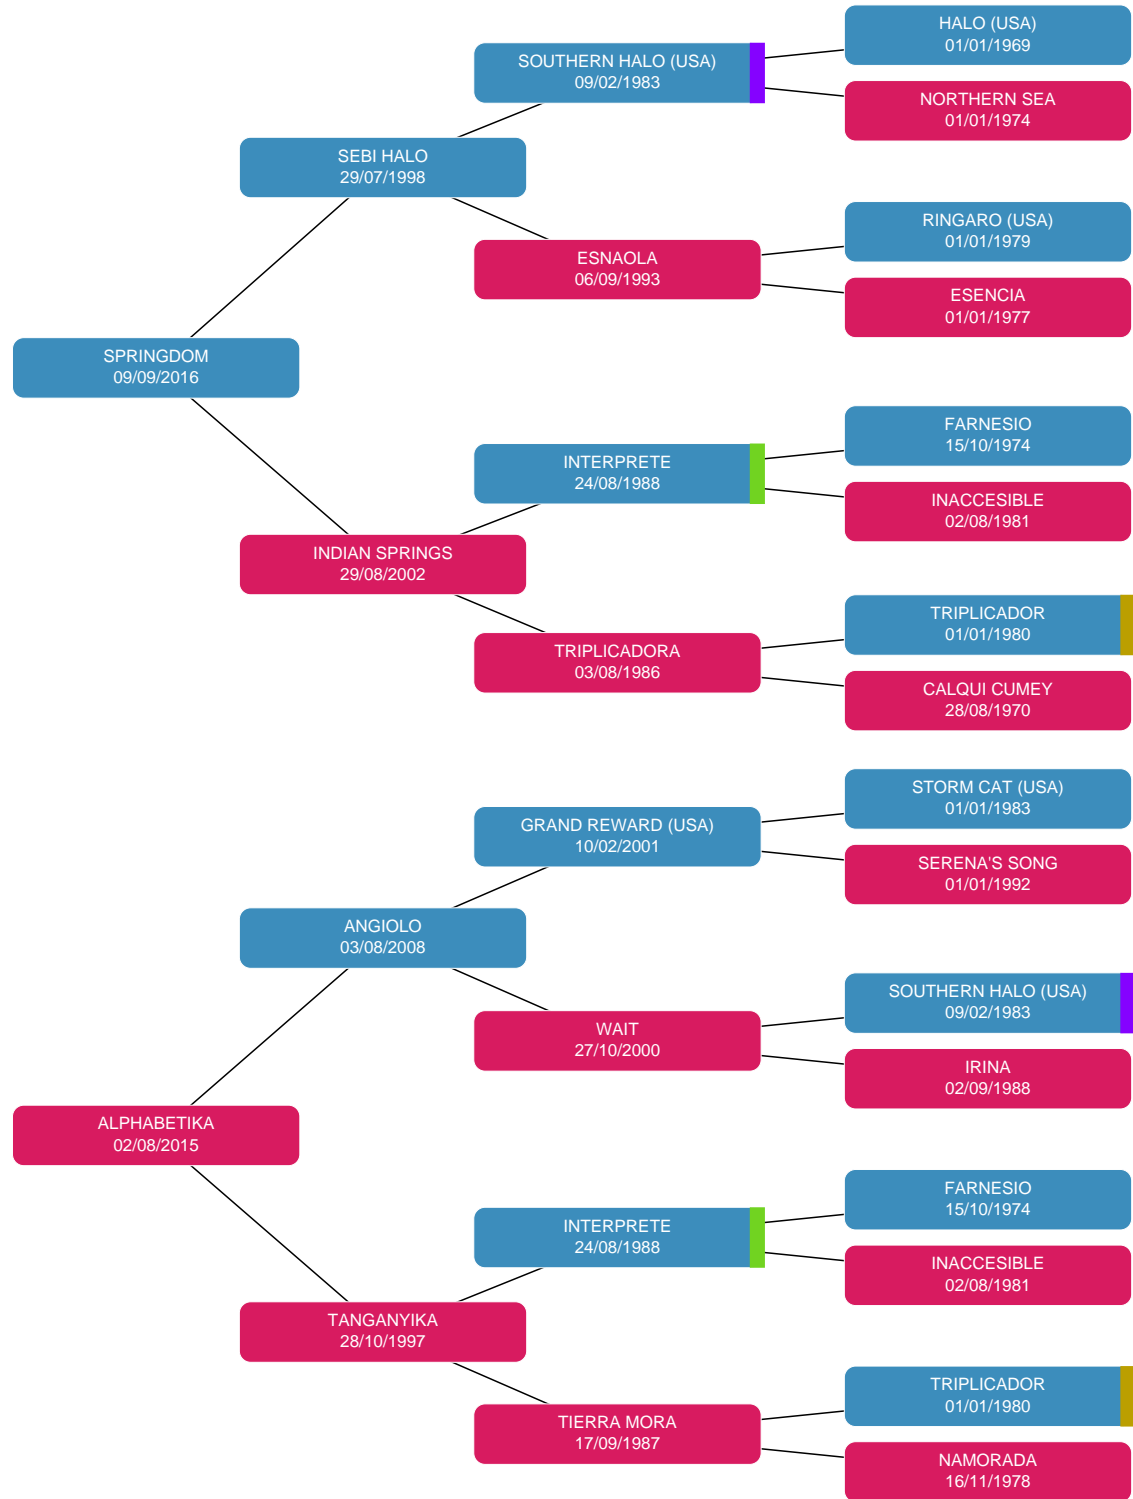 HALO (USA)
01/01/1969
SOUTHERN HALO (USA)
09/02/1983
NORTHERN SEA
01/01/1974
SEBI HALO
29/07/1998
RINGARO (USA)
01/01/1979
ESNAOLA
06/09/1993
ESENCIA
01/01/1977
SPRINGDOM
09/09/2016
FARNESIO
15/10/1974
INTERPRETE
24/08/1988
INACCESIBLE
02/08/1981
INDIAN SPRINGS
29/08/2002
TRIPLICADOR
01/01/1980
TRIPLICADORA
03/08/1986
CALQUI CUMEY
28/08/1970
STORM CAT (USA)
01/01/1983
GRAND REWARD (USA)
10/02/2001
SERENA'S SONG
01/01/1992
ANGIOLO
03/08/2008
SOUTHERN HALO (USA)
09/02/1983
WAIT
27/10/2000
IRINA
02/09/1988
ALPHABETIKA
02/08/2015
FARNESIO
15/10/1974
INTERPRETE
24/08/1988
INACCESIBLE
02/08/1981
TANGANYIKA
28/10/1997
TRIPLICADOR
01/01/1980
TIERRA MORA
17/09/1987
NAMORADA
16/11/1978